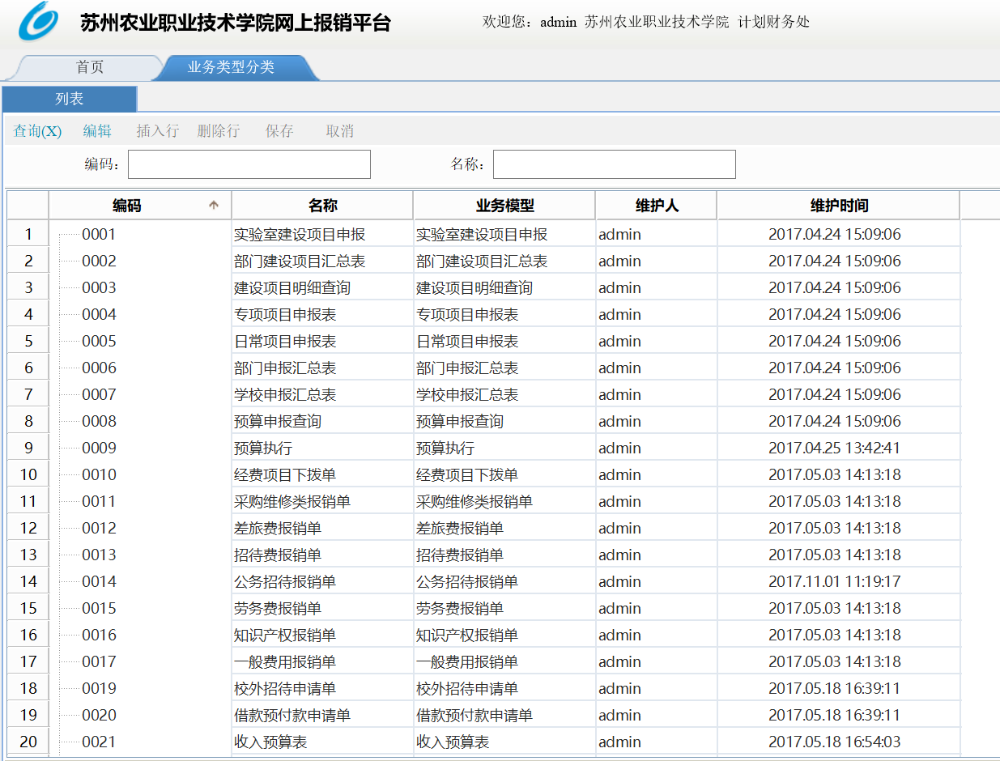 苏州农业职业技术学院网上报销平台
欢迎您：admin 苏州农业职业技术学院 计划财务处
首页 业务类型分类
列表
查询(X) 编辑 插入行 删除行 保存 取消
编码： 名称：
编码 名称 业务模型 维护人 维护时间
1 0001 实验室建设项目申报 实验室建设项目申报 admin 2017.04.24 15:09:06
2 0002 部门建设项目汇总表 部门建设项目汇总表 admin 2017.04.24 15:09:06
3 0003 建设项目明细查询 建设项目明细查询 admin 2017.04.24 15:09:06
4 0004 专项项目申报表 专项项目申报表 admin 2017.04.24 15:09:06
5 0005 日常项目申报表 日常项目申报表 admin 2017.04.24 15:09:06
6 0006 部门申报汇总表 部门申报汇总表 admin 2017.04.24 15:09:06
7 0007 学校申报汇总表 学校申报汇总表 admin 2017.04.24 15:09:06
8 0008 预算申报查询 预算申报查询 admin 2017.04.24 15:09:06
9 0009 预算执行 预算执行 admin 2017.04.25 13:42:41
10 0010 经费项目下拨单 经费项目下拨单 admin 2017.05.03 14:13:18
11 0011 采购维修类报销单 采购维修类报销单 admin 2017.05.03 14:13:18
12 0012 差旅费报销单 差旅费报销单 admin 2017.05.03 14:13:18
13 0013 招待费报销单 招待费报销单 admin 2017.05.03 14:13:18
14 0014 公务招待报销单 公务招待报销单 admin 2017.11.01 11:19:17
15 0015 劳务费报销单 劳务费报销单 admin 2017.05.03 14:13:18
16 0016 知识产权报销单 知识产权报销单 admin 2017.05.03 14:13:18
17 0017 一般费用报销单 一般费用报销单 admin 2017.05.03 14:13:18
18 0019 校外招待申请单 校外招待申请单 admin 2017.05.18 16:39:11
19 0020 借款预付款申请单 借款预付款申请单 admin 2017.05.18 16:39:11
20 0021 收入预算表 收入预算表 admin 2017.05.18 16:54:03